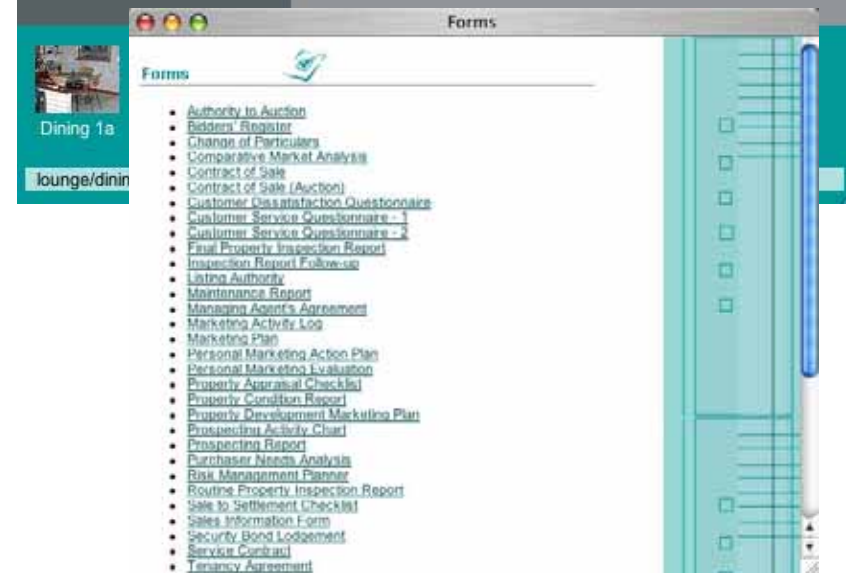 Forms
Forms
Dining 1a
lounge/dinin
Authority to Auction
Bidders' Register
Change of Particulars
Comparative Market Analysis
Contract of Sale
Contract of Sale (Auction)
Customer Dissatisfaction Questionnaire
Customer Service Questionnaire - 1
Customer Service Questionnaire - 2
Final Property Inspection Report
Inspection Report Follow-up
Listing Authority
Maintenance Report
Managing Agent's Agreement
Marketing Activity Log
Marketing Plan
Personal Marketing Action Plan
Personal Marketing Evaluation
Property Appraisal Checklist
Property Condition Report
Property Development Marketing Plan
Prospecting Activity Chart
Prospecting Report
Purchaser Needs Analysis
Risk Management Planner
Routine Property Inspection Report
Sale to Settlement Checklist
Sales Information Form
Security Bond Lodgement
Service Contract
Tenancy Agreement